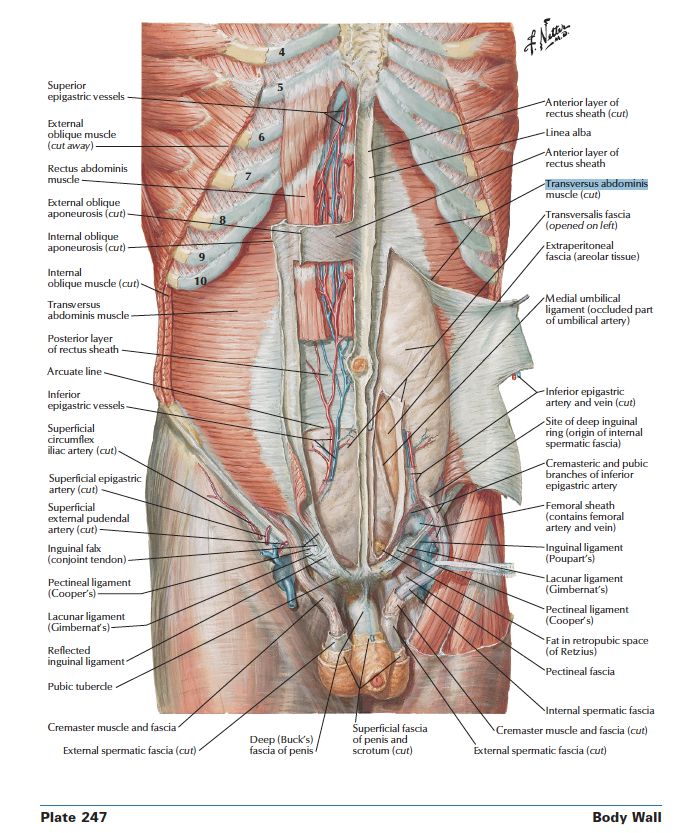 F. Netter
M.D.
4
5
6
7
8
9
10
Superior
epigastric vessels
External
oblique muscle
(cut away)
Rectus abdominis
muscle
External oblique
aponeurosis (cut)
Internal oblique
aponeurosis (cut)
Internal
oblique muscle (cut)
Transversus
abdominis muscle
Posterior layer
of rectus sheath
Arcuate line
Inferior
epigastric vessels
Superficial
circumflex
iliac artery (cut)
Superficial epigastric
artery (cut)
Superficial
external pudendal
artery (cut)
Inguinal falx
(conjoint tendon)
Pectineal ligament
(Cooper's)
Lacunar ligament
(Gimbernat's)
Reflected
inguinal ligament
Pubic tubercle
Cremaster muscle and fascia
External spermatic fascia (cut)
Deep (Buck's)
fascia of penis
Superficial fascia
of penis and
scrotum (cut)
Anterior layer of
rectus sheath (cut)
Linea alba
Anterior layer of
rectus sheath
Transversus abdominis
muscle (cut)
Transversalis fascia
(opened on left)
Extraperitoneal
fascia (areolar tissue)
Medial umbilical
ligament (occluded part
of umbilical artery)
Inferior epigastric
artery and vein (cut)
Site of deep inguinal
ring (origin of internal
spermatic fascia)
Cremasteric and pubic
branches of inferior
epigastric artery
Femoral sheath
(contains femoral
artery and vein)
Inguinal ligament
(Poupart's)
Lacunar ligament
(Gimbernat's)
Pectineal ligament
(Cooper's)
Fat in retropubic space
(of Retzius)
Pectineal fascia
Internal spermatic fascia
Cremaster muscle and fascia (cut)
External spermatic fascia (cut)
Plate 247
Body Wall